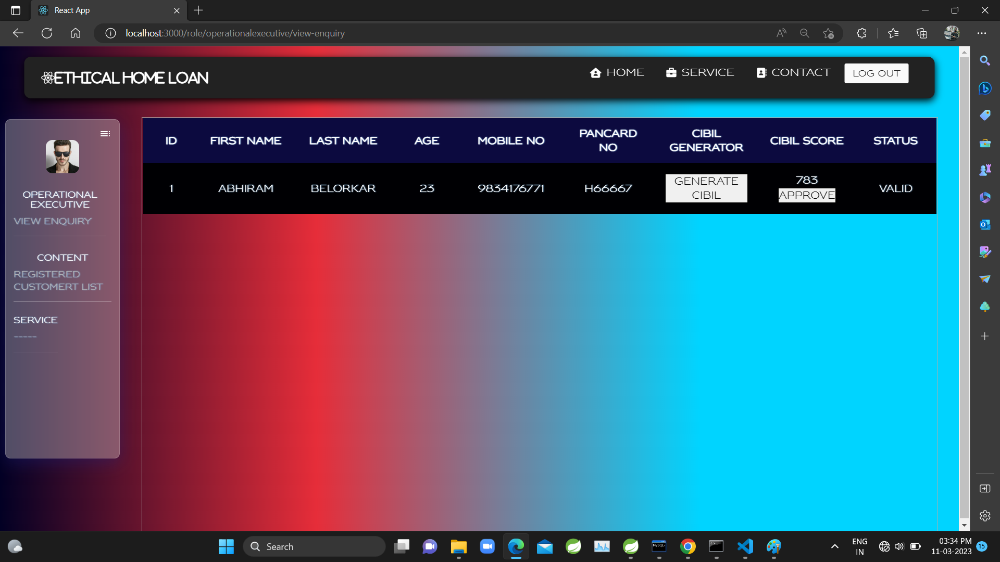 React App
localhost:3000/role/operationalexecutive/view-enquiry
ETHICAL HOME LOAN
HOME
SERVICE
CONTACT
LOG OUT
OPERATIONAL
EXECUTIVE
VIEW ENQUIRY
CONTENT
REGISTERED
CUSTOMERT LIST
SERVICE
-----
ID FIRST NAME LAST NAME AGE MOBILE NO PANCARD NO CIBIL GENERATOR CIBIL SCORE STATUS
1 ABHIRAM BELORKAR 23 9834176771 H66667 GENERATE CIBIL 783 APPROVE VALID
Search
ENG
IN
03:34 PM
11-03-2023
15